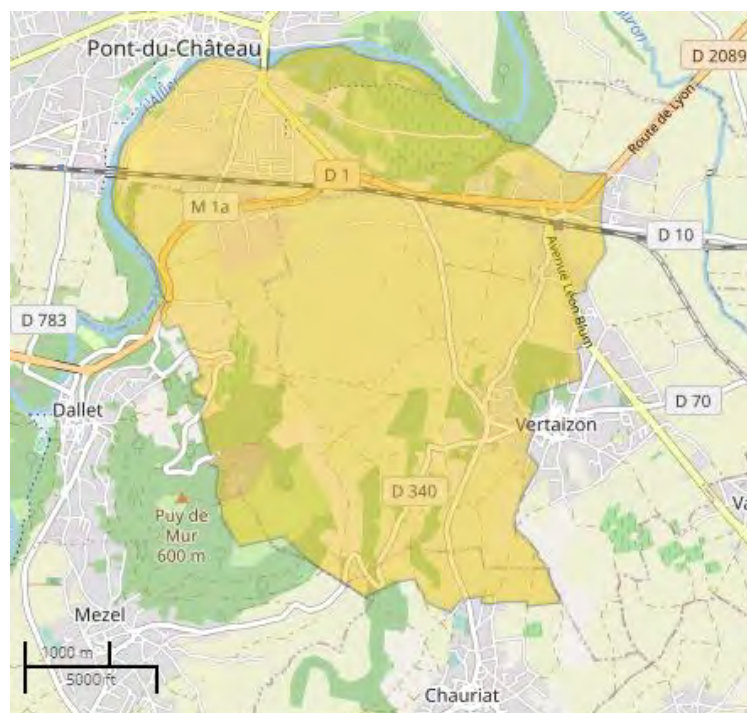 Pont-du-Château
D 2089
L'Allier
Route de Lyon
D 1
M 1a
D 10
Avenue Léon Blum
D 783
Dallet
D 70
Vertaizon
D 340
Puy de
Mur
600 m
Mezel
1000 m
5000 ft
Chauriat